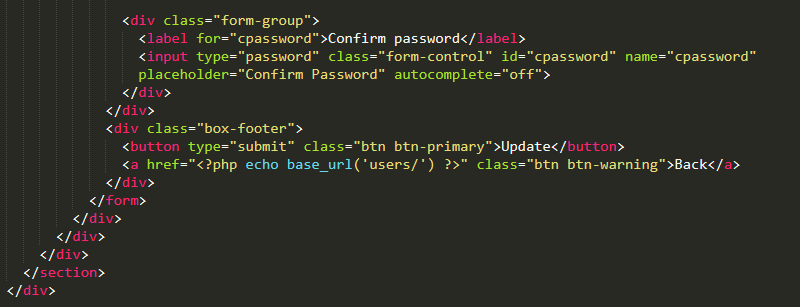 <div class="form-group">
<label for="cpassword">Confirm password</label>
<input type="password" class="form-control" id="cpassword" name="cpassword"
placeholder="Confirm Password" autocomplete="off">
</div>
</div>
<div class="box-footer">
<button type="submit" class="btn btn-primary">Update</button>
<a href="<?php echo base_url('users/') ?>" class="btn btn-warning">Back</a>
</div>
</form>
</div>
</div>
</div>
</section>
</div>